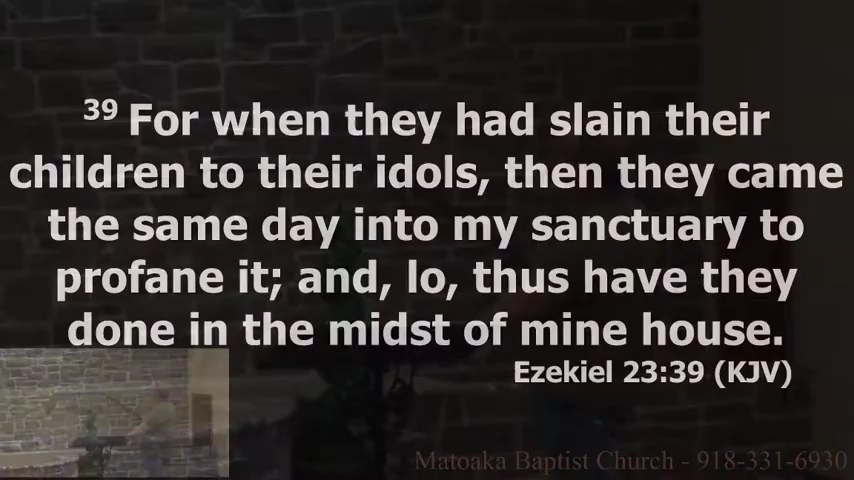 39 For when they had slain their
children to their idols, then they came
the same day into my sanctuary to
profane it; and, lo, thus have they
done in the midst of mine house.
Ezekiel 23:39 (KJV)
Matoaka Baptist Church - 918-331-6930